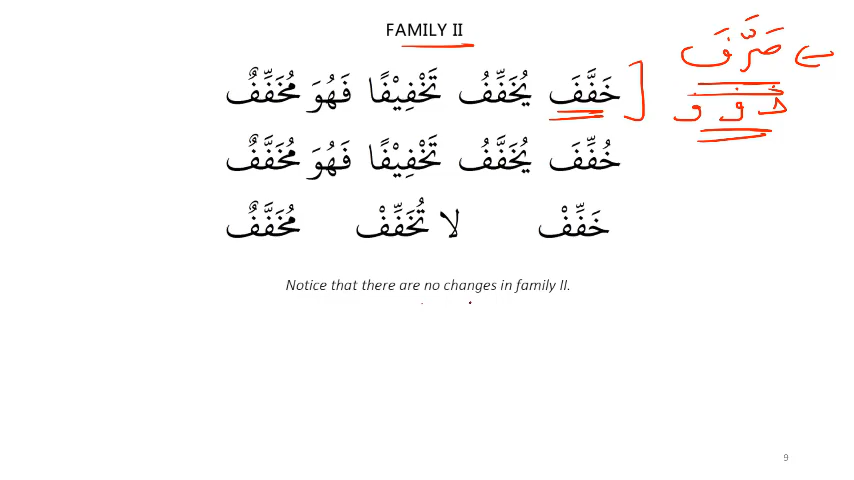 FAMILY II
صَرَّفَ
خَفَّفَ يُخَفِّفُ تَخْفِيْفًا فَهُوَ مُخَفِّفٌ
خ ف ف
خُفِّفَ يُخَفَّفُ تَخْفِيْفًا فَهُوَ مُخَفَّفٌ
خَفِّفْ لا تُخَفِّفْ مُخَفَّفٌ
Notice that there are no changes in family II.
9